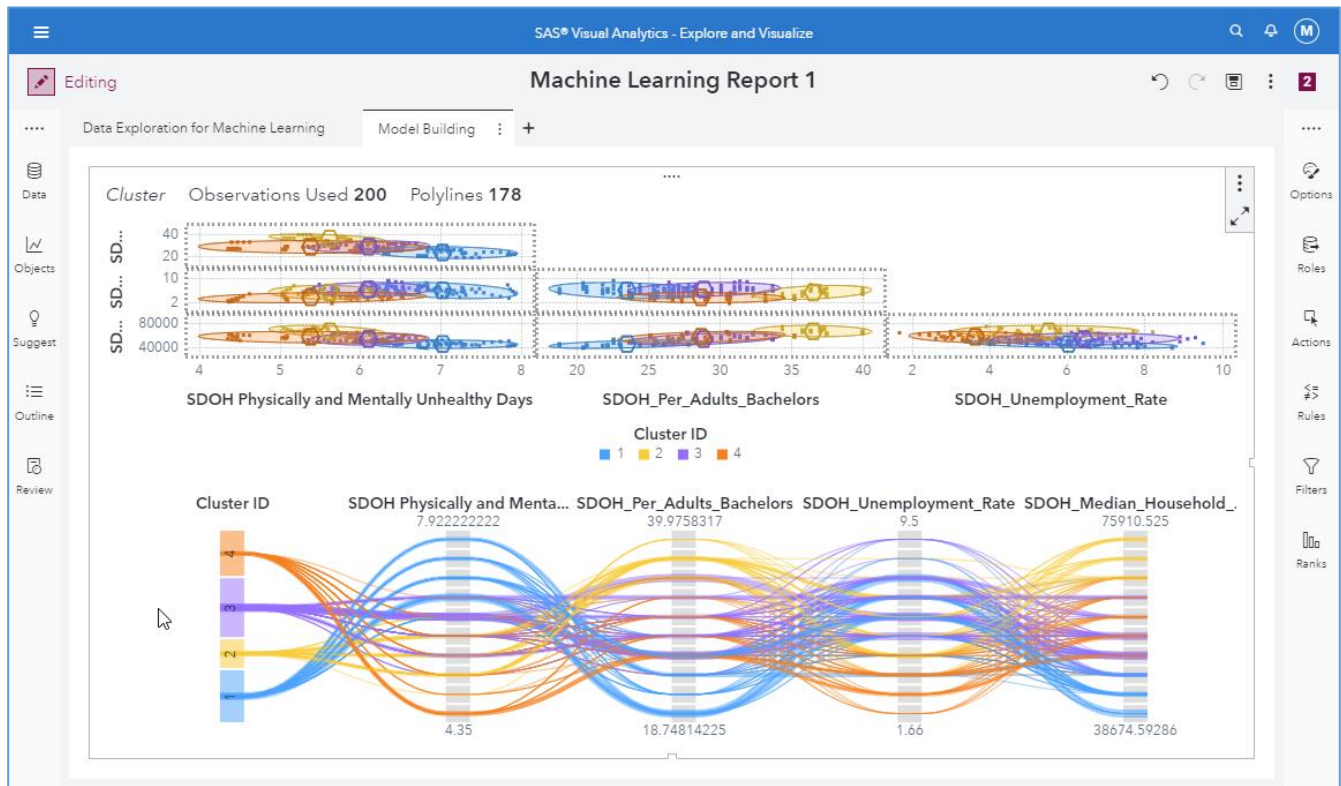 SAS® Visual Analytics - Explore and Visualize
M
Editing
Machine Learning Report 1
2
Data Exploration for Machine Learning
Model Building
+
Data
Objects
Suggest
Outline
Review
Options
Roles
Actions
Rules
Filters
Ranks
Cluster Observations Used 200 Polylines 178
SD...
40
20
SD...
10
2
SD...
80000
40000
4 5 6 7 8 20 25 30 35 40 2 4 6 8 10
SDOH Physically and Mentally Unhealthy Days SDOH_Per_Adults_Bachelors SDOH_Unemployment_Rate
Cluster ID
1 2 3 4
Cluster ID SDOH Physically and Menta... SDOH_Per_Adults_Bachelors SDOH_Unemployment_Rate SDOH_Median_Household_.
7.922222222 39.9758317 9.5 75910.525
4
3
2
1
4.35 18.74814225 1.66 38674.59286